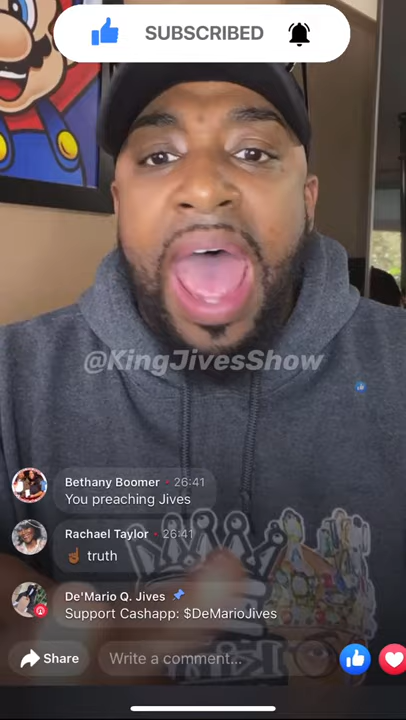 SUBSCRIBED
@KingJivesShow
Bethany Boomer • 26:41
You preaching Jives
Rachael Taylor • 26:41
☝🏾 truth
De'Mario Q. Jives 📌
Support Cashapp: $DeMarioJives
Share
Write a comment...